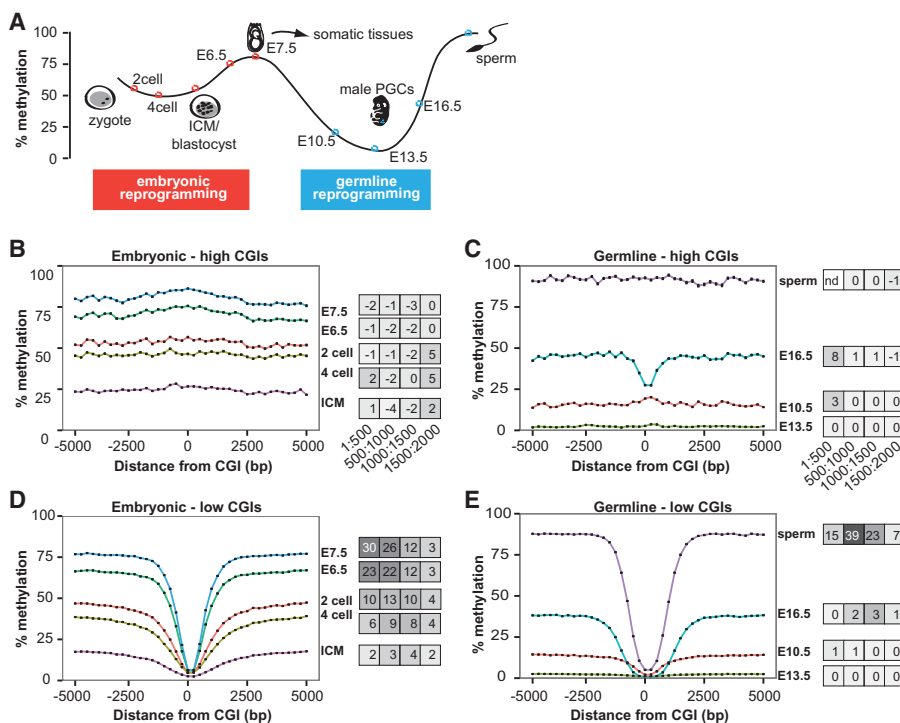 A
% methylation
100
75
50
25
0
zygote
2cell
4cell
ICM/
blastocyst
E6.5
E7.5
somatic tissues
E10.5
male PGCs
E13.5
E16.5
sperm
embryonic
reprogramming
germline
reprogramming
B
Embryonic - high CGIs
% methylation
100
75
50
25
0
-5000 -2500 0 2500 5000
Distance from CGI (bp)
E7.5 -2 -1 -3 0
E6.5 -1 -2 -2 0
2 cell -1 -1 -2 5
4 cell 2 -2 0 5
ICM 1 -4 -2 2
1:500
500:1000
1000:1500
1500:2000
C
Germline - high CGIs
% methylation
100
75
50
25
0
-5000 -2500 0 2500 5000
Distance from CGI (bp)
sperm nd 0 0 -1
E16.5 8 1 1 -1
E10.5 3 0 0 0
E13.5 0 0 0 0
1:500
500:1000
1000:1500
1500:2000
D
Embryonic - low CGIs
% methylation
100
75
50
25
0
-5000 -2500 0 2500 5000
Distance from CGI (bp)
E7.5 30 26 12 3
E6.5 23 22 12 3
2 cell 10 13 10 4
4 cell 6 9 8 4
ICM 2 3 4 2
E
Germline - low CGIs
% methylation
100
75
50
25
0
-5000 -2500 0 2500 5000
Distance from CGI (bp)
sperm 15 39 23 7
E16.5 0 2 3 1
E10.5 1 1 0 0
E13.5 0 0 0 0